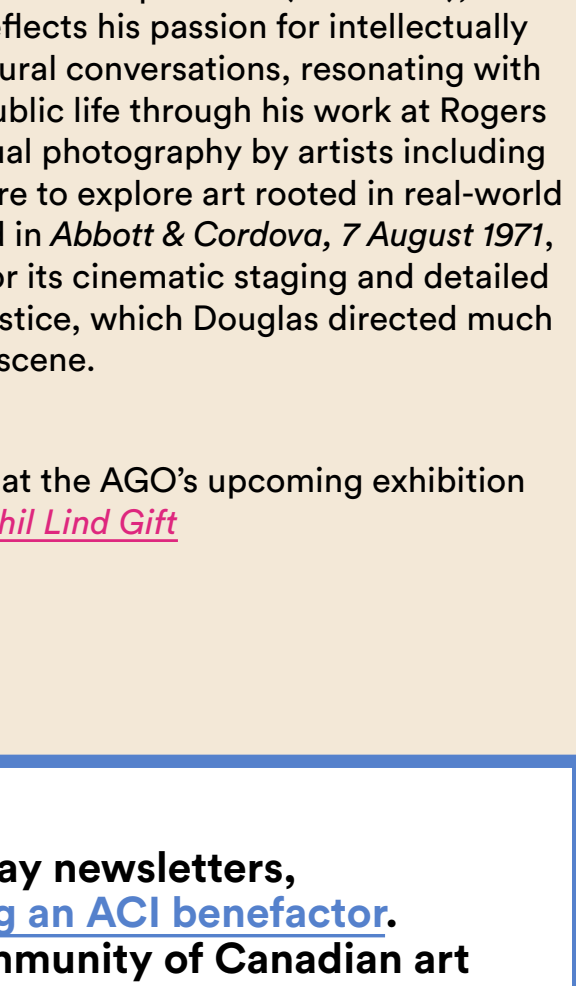 eflects his passion for intellectually
ural conversations, resonating with
ublic life through his work at Rogers
ual photography by artists including
re to explore art rooted in real-world
in Abbott & Cordova, 7 August 1971,
or its cinematic staging and detailed
stice, which Douglas directed much
scene.
at the AGO’s upcoming exhibition
hil Lind Gift
ay newsletters,
g an ACI benefactor.
mmunity of Canadian art